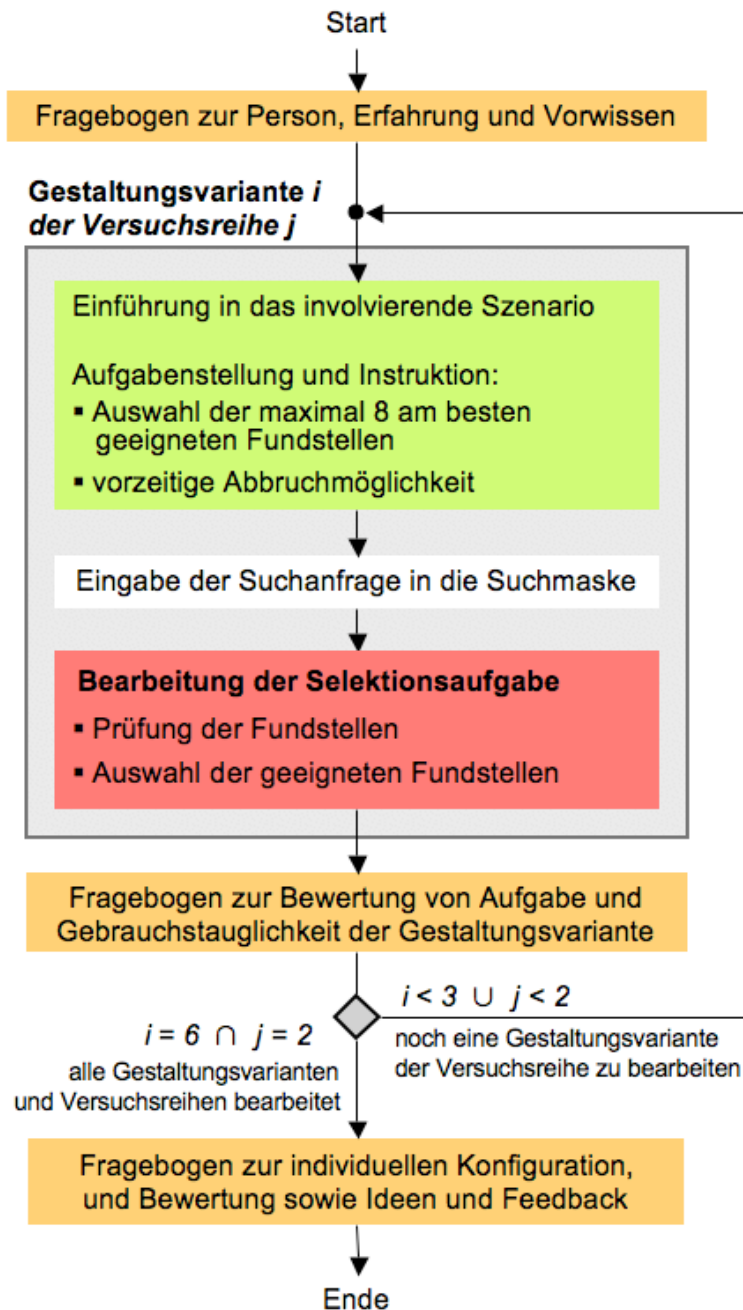 Start
Fragebogen zur Person, Erfahrung und Vorwissen
Gestaltungsvariante i
der Versuchsreihe j
Einführung in das involvierende Szenario
Aufgabenstellung und Instruktion:
▪ Auswahl der maximal 8 am besten
geeigneten Fundstellen
▪ vorzeitige Abbruchmöglichkeit
Eingabe der Suchanfrage in die Suchmaske
Bearbeitung der Selektionsaufgabe
▪ Prüfung der Fundstellen
▪ Auswahl der geeigneten Fundstellen
Fragebogen zur Bewertung von Aufgabe und
Gebrauchstauglichkeit der Gestaltungsvariante
i < 3 ∪ j < 2
noch eine Gestaltungsvariante
der Versuchsreihe zu bearbeiten
i = 6 ∩ j = 2
alle Gestaltungsvarianten
und Versuchsreihen bearbeitet
Fragebogen zur individuellen Konfiguration,
und Bewertung sowie Ideen und Feedback
Ende